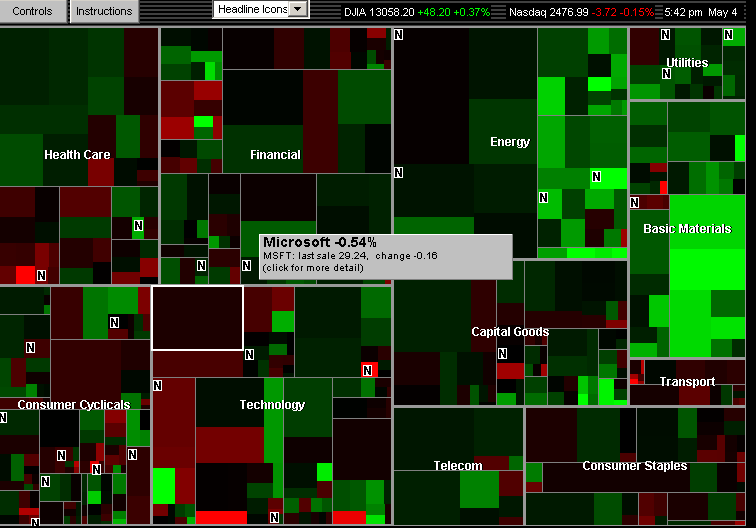 Controls
Instructions
Headline Icons
DJIA 13058.20 +48.20 +0.37%
Nasdaq 2476.99 -3.72 -0.15%
5:42 pm May 4
N
N
N
Utilities
N
N
Health Care
Financial
Energy
N
N
N
N
Basic Materials
N
N
Microsoft -0.54%
MSFT: last sale 29.24, change -0.16
(click for more detail)
N
N
N
N
Capital Goods
N
N
N
N
N
Transport
Consumer Cyclicals
Technology
N
N
N
N
N
Telecom
Consumer Staples
N
N